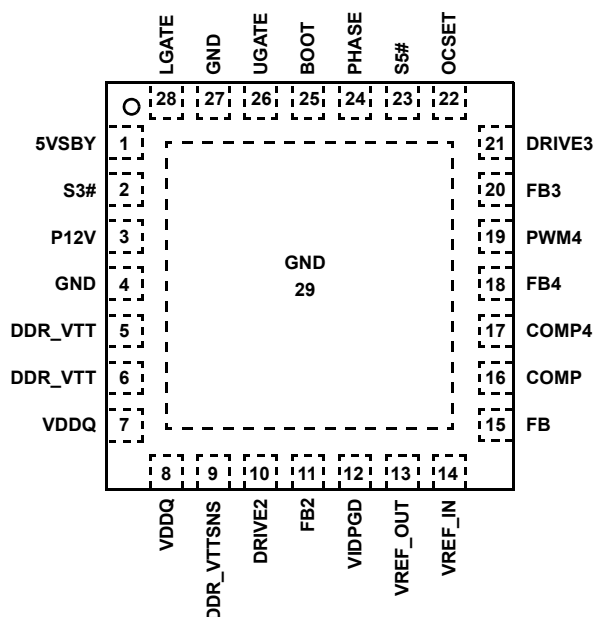 LGATE
GND
UGATE
BOOT
PHASE
S5#
OCSET
28
27
26
25
24
23
22
5VSBY 1
S3# 2
P12V 3
GND 4
DDR_VTT 5
DDR_VTT 6
VDDQ 7
GND
29
21 DRIVE3
20 FB3
19 PWM4
18 FB4
17 COMP4
16 COMP
15 FB
8
9
10
11
12
13
14
VDDQ
DDR_VTTSNS
DRIVE2
FB2
VIDPGD
VREF_OUT
VREF_IN